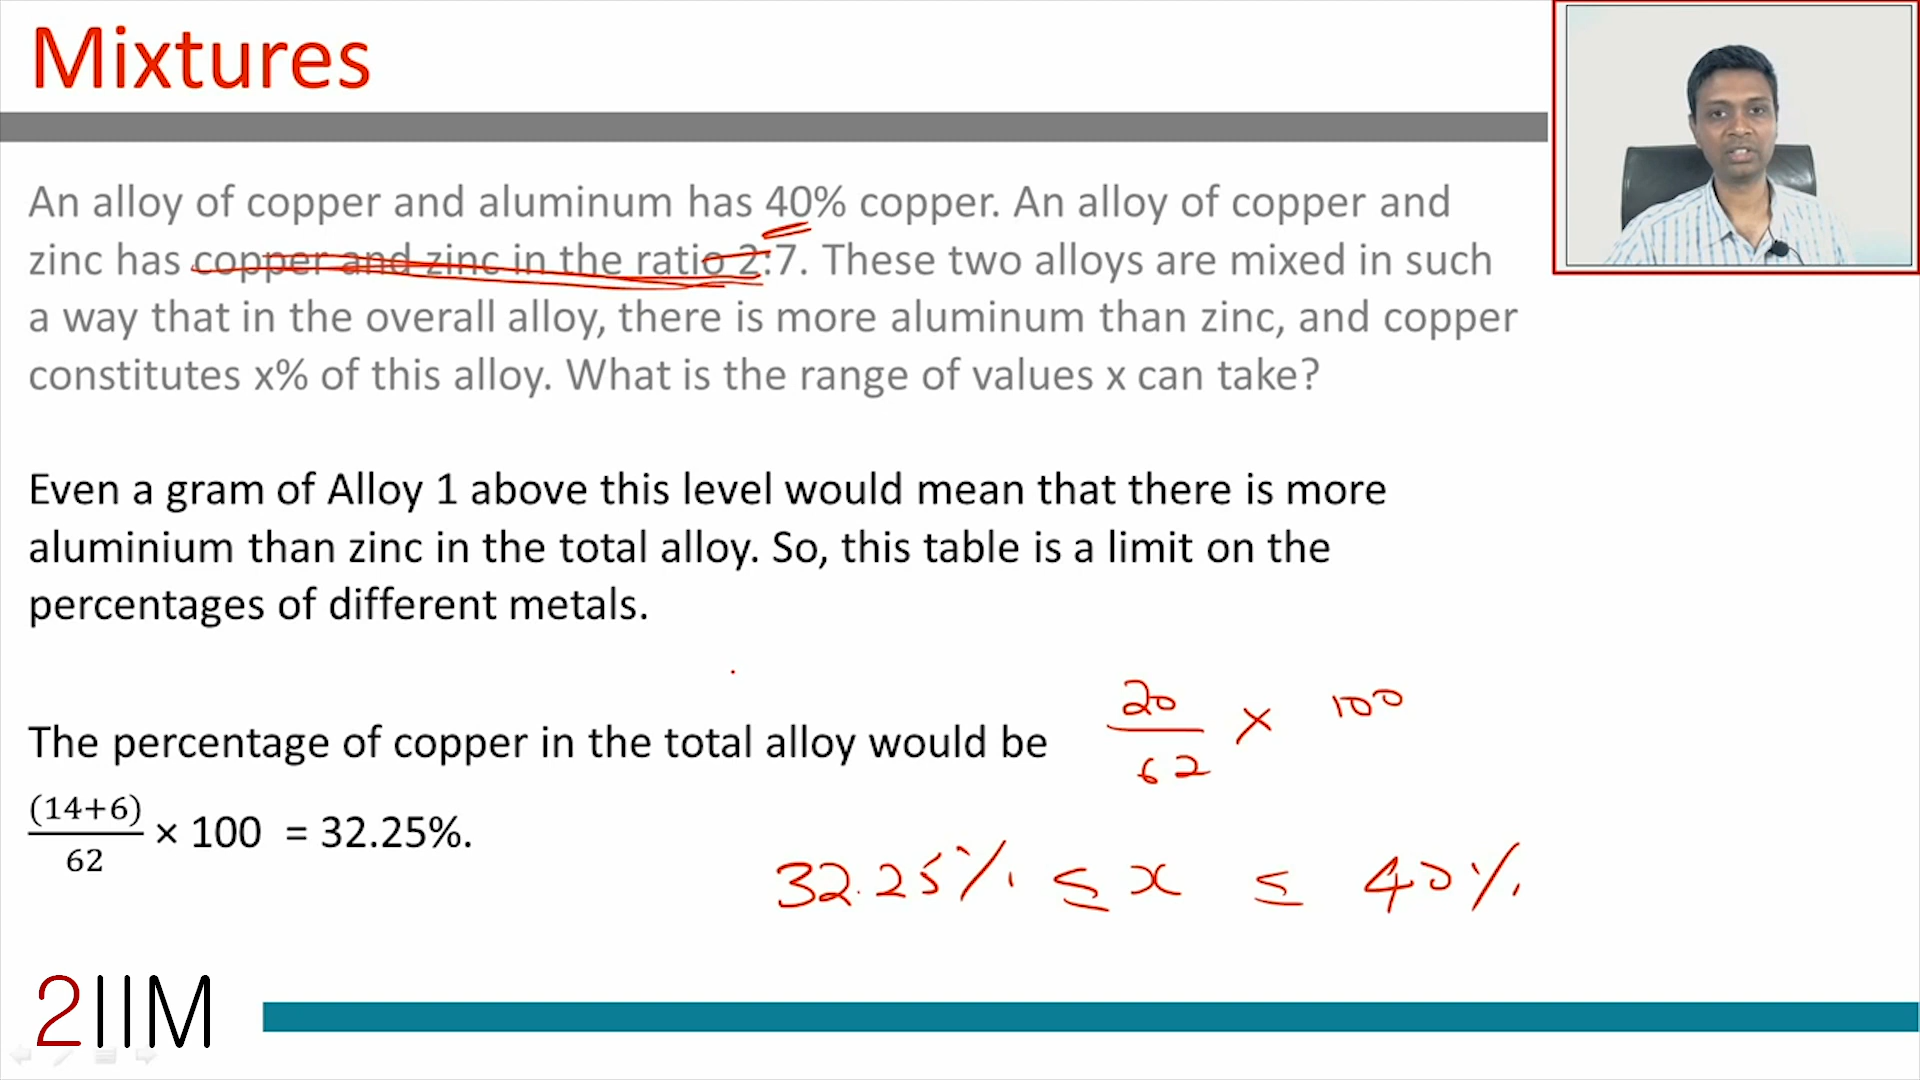 Mixtures
An alloy of copper and aluminum has 40% copper. An alloy of copper and
zinc has copper and zinc in the ratio 2:7. These two alloys are mixed in such
a way that in the overall alloy, there is more aluminum than zinc, and copper
constitutes x% of this alloy. What is the range of values x can take?
Even a gram of Alloy 1 above this level would mean that there is more
aluminium than zinc in the total alloy. So, this table is a limit on the
percentages of different metals.
The percentage of copper in the total alloy would be
20/62 × 100
(14+6)/62 × 100 = 32.25%.
32.25% ≤ x ≤ 40%
2IIM